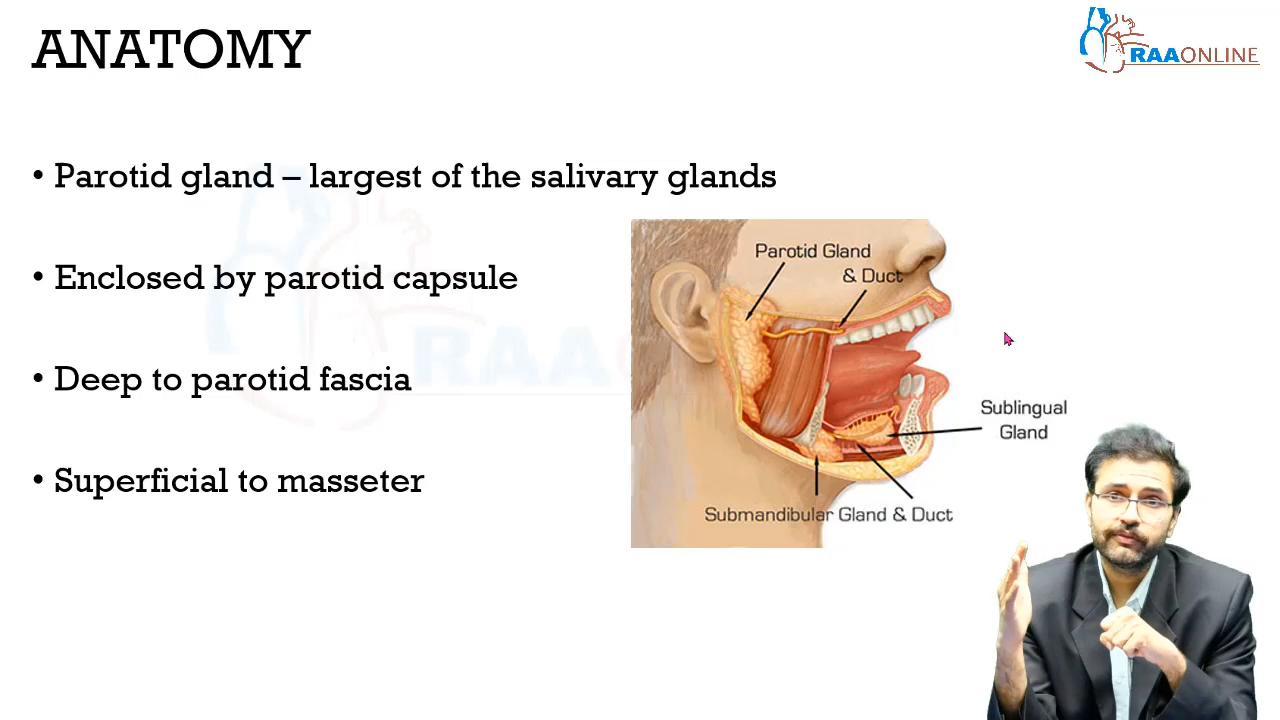 ANATOMY
RAAONLINE
• Parotid gland – largest of the salivary glands
• Enclosed by parotid capsule
• Deep to parotid fascia
• Superficial to masseter
Parotid Gland
& Duct
Sublingual
Gland
Submandibular Gland & Duct
RAA